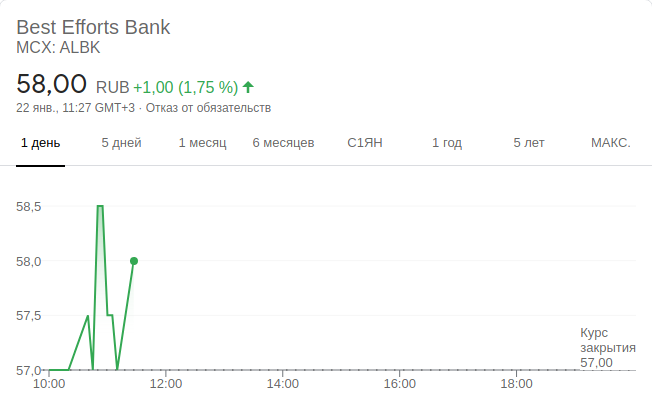 Best Efforts Bank
MCX: ALBK
58,00 RUB +1,00 (1,75 %)
22 янв., 11:27 GMT+3 · Отказ от обязательств
1 день 5 дней 1 месяц 6 месяцев С1ЯН 1 год 5 лет МАКС.
58,5
58,0
57,5
57,0
Курс
закрытия
57,00
10:00 12:00 14:00 16:00 18:00